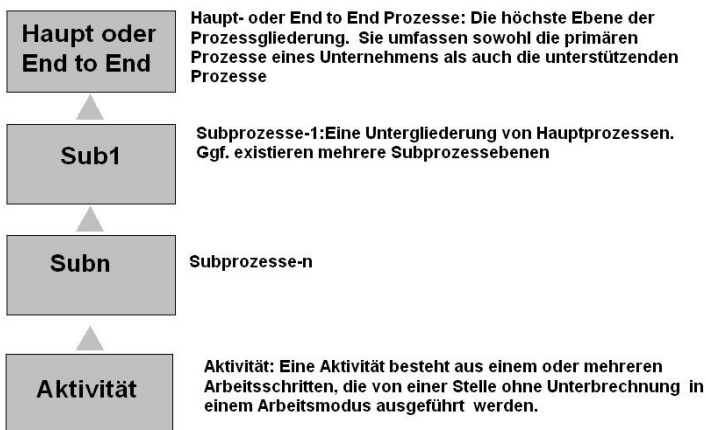 Haupt oder
End to End
Haupt- oder End to End Prozesse: Die höchste Ebene der
Prozessgliederung. Sie umfassen sowohl die primären
Prozesse eines Unternehmens als auch die unterstützenden
Prozesse
Sub1
Subprozesse-1:Eine Untergliederung von Hauptprozessen.
Ggf. existieren mehrere Subprozessebenen
Subn
Subprozesse-n
Aktivität
Aktivität: Eine Aktivität besteht aus einem oder mehreren
Arbeitsschritten, die von einer Stelle ohne Unterbrechnung in
einem Arbeitsmodus ausgeführt werden.